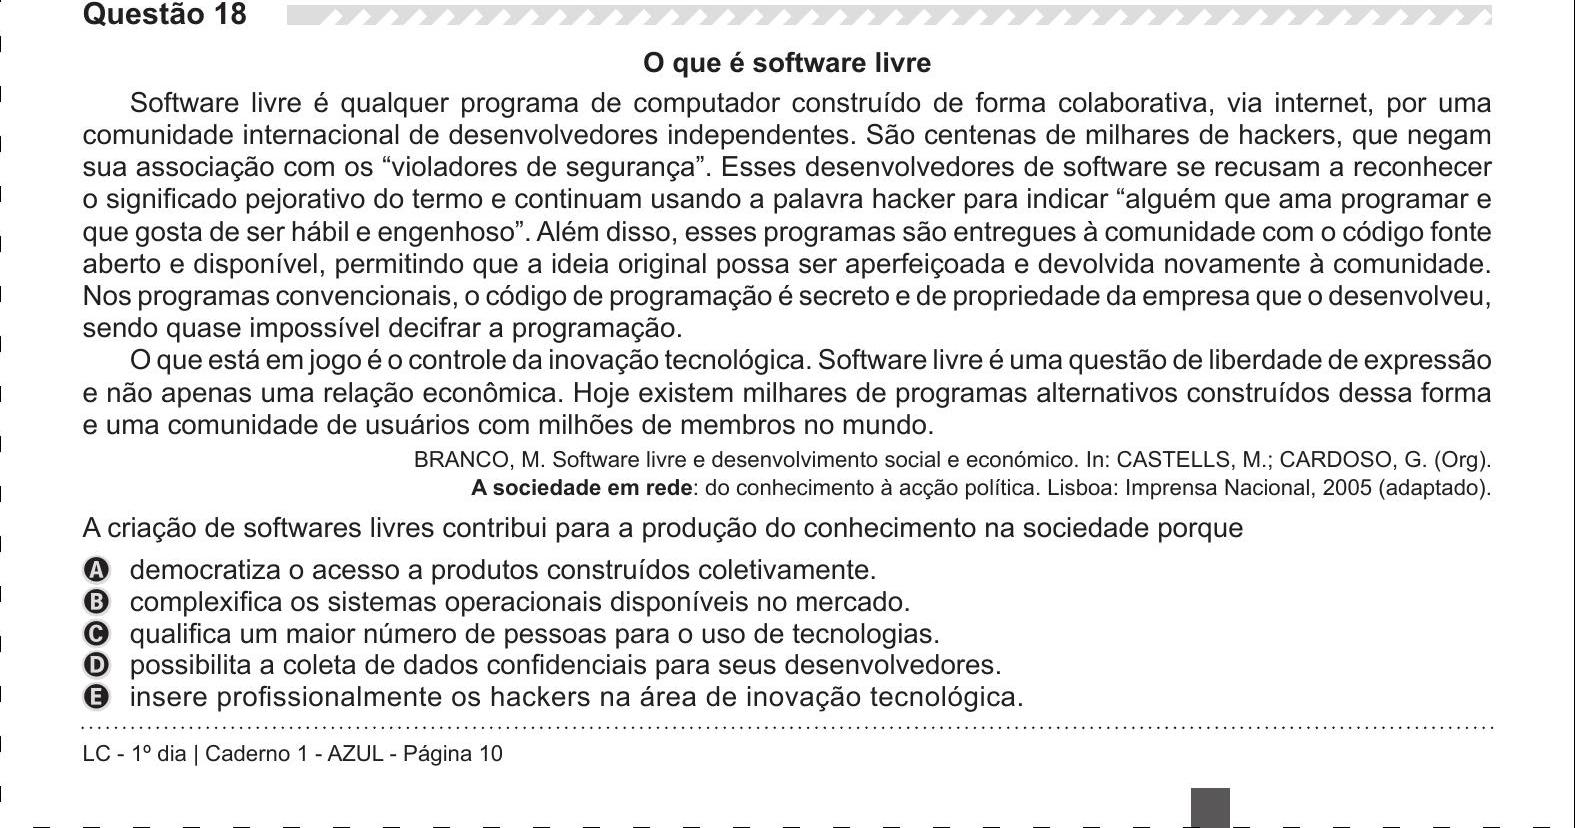 Questão 18
O que é software livre
Software livre é qualquer programa de computador construído de forma colaborativa, via internet, por uma
comunidade internacional de desenvolvedores independentes. São centenas de milhares de hackers, que negam
sua associação com os “violadores de segurança”. Esses desenvolvedores de software se recusam a reconhecer
o significado pejorativo do termo e continuam usando a palavra hacker para indicar “alguém que ama programar e
que gosta de ser hábil e engenhoso”. Além disso, esses programas são entregues à comunidade com o código fonte
aberto e disponível, permitindo que a ideia original possa ser aperfeiçoada e devolvida novamente à comunidade.
Nos programas convencionais, o código de programação é secreto e de propriedade da empresa que o desenvolveu,
sendo quase impossível decifrar a programação.
O que está em jogo é o controle da inovação tecnológica. Software livre é uma questão de liberdade de expressão
e não apenas uma relação econômica. Hoje existem milhares de programas alternativos construídos dessa forma
e uma comunidade de usuários com milhões de membros no mundo.
BRANCO, M. Software livre e desenvolvimento social e económico. In: CASTELLS, M.; CARDOSO, G. (Org).
A sociedade em rede: do conhecimento à acção política. Lisboa: Imprensa Nacional, 2005 (adaptado).
A criação de softwares livres contribui para a produção do conhecimento na sociedade porque
A democratiza o acesso a produtos construídos coletivamente.
B complexifica os sistemas operacionais disponíveis no mercado.
C qualifica um maior número de pessoas para o uso de tecnologias.
D possibilita a coleta de dados confidenciais para seus desenvolvedores.
E insere profissionalmente os hackers na área de inovação tecnológica.
LC - 1º dia | Caderno 1 - AZUL - Página 10